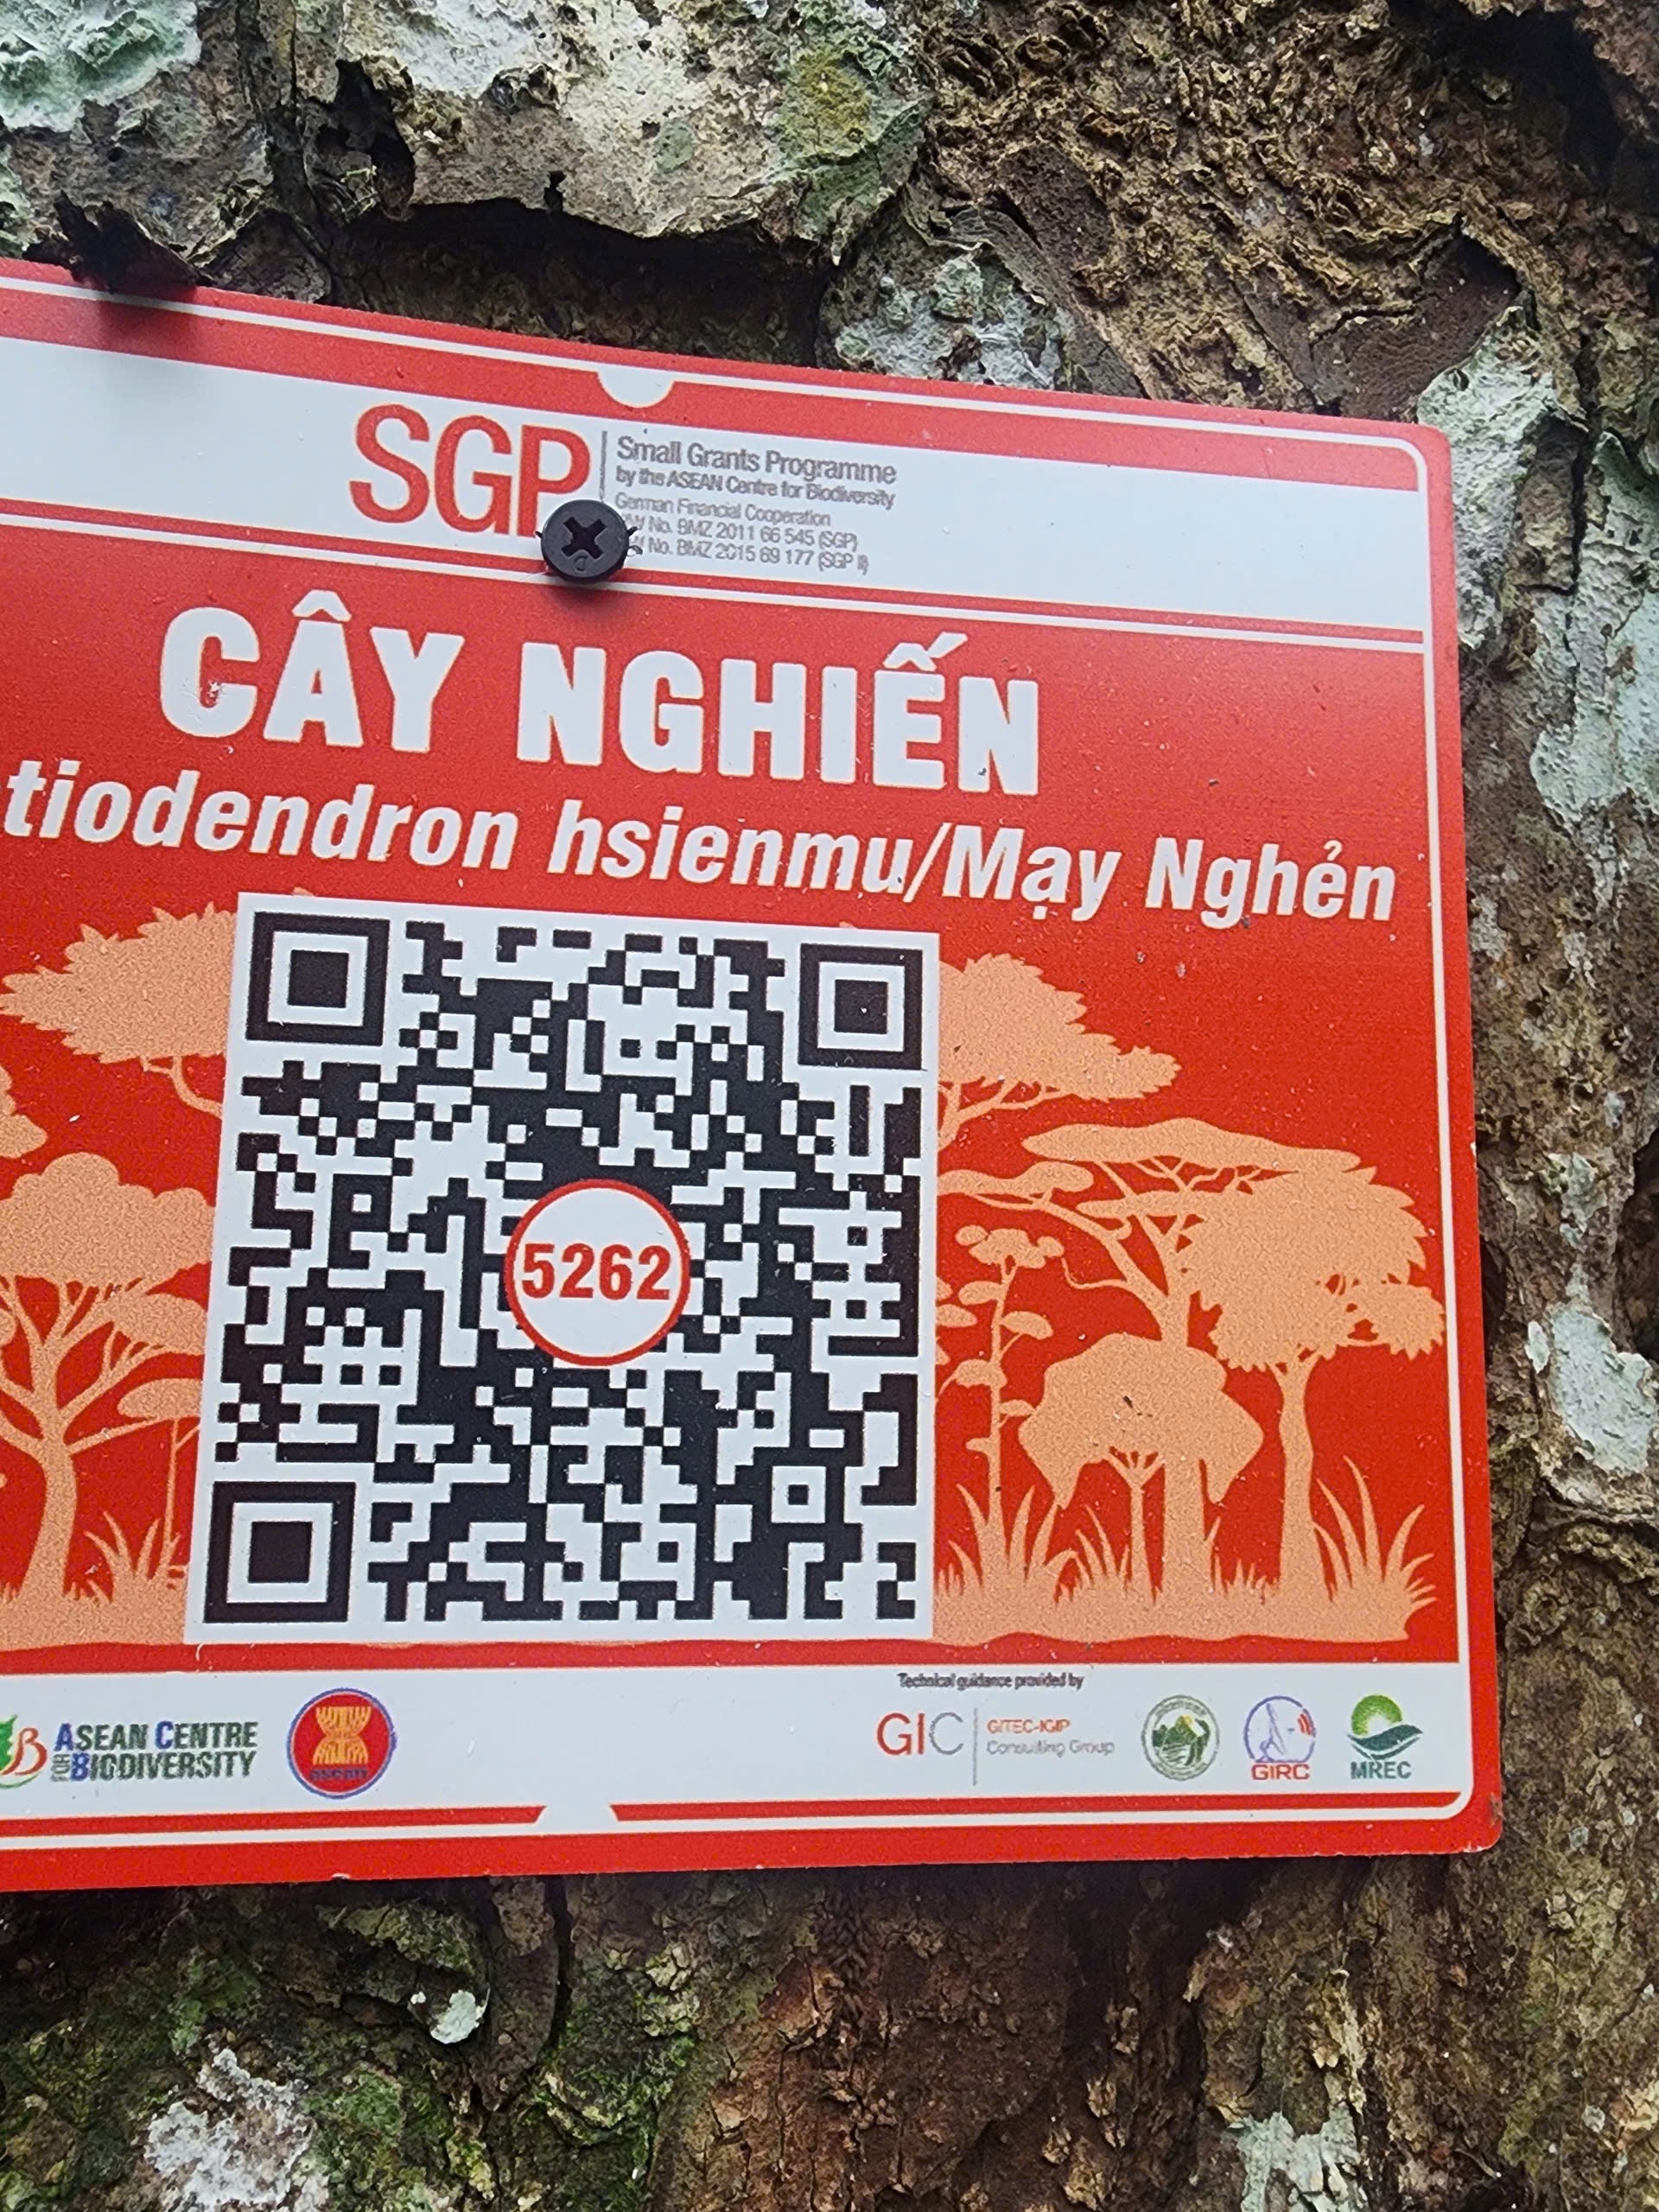 SGP
Small Grants Programme
by the ASEAN Centre for Biodiversity
German Financial Cooperation
No. BMZ 2011 66 545 (SGP)
No. BMZ 2015 69 177 (SGP II)
CÂY NGHIẾN
tiodendron hsienmu/Mạy Nghẻn
5262
Technical guidance provided by
ASEAN CENTRE
FOR BIODIVERSITY
asean
GIC
GITEC-IGIP
Consulting Group
GIRC
MREC